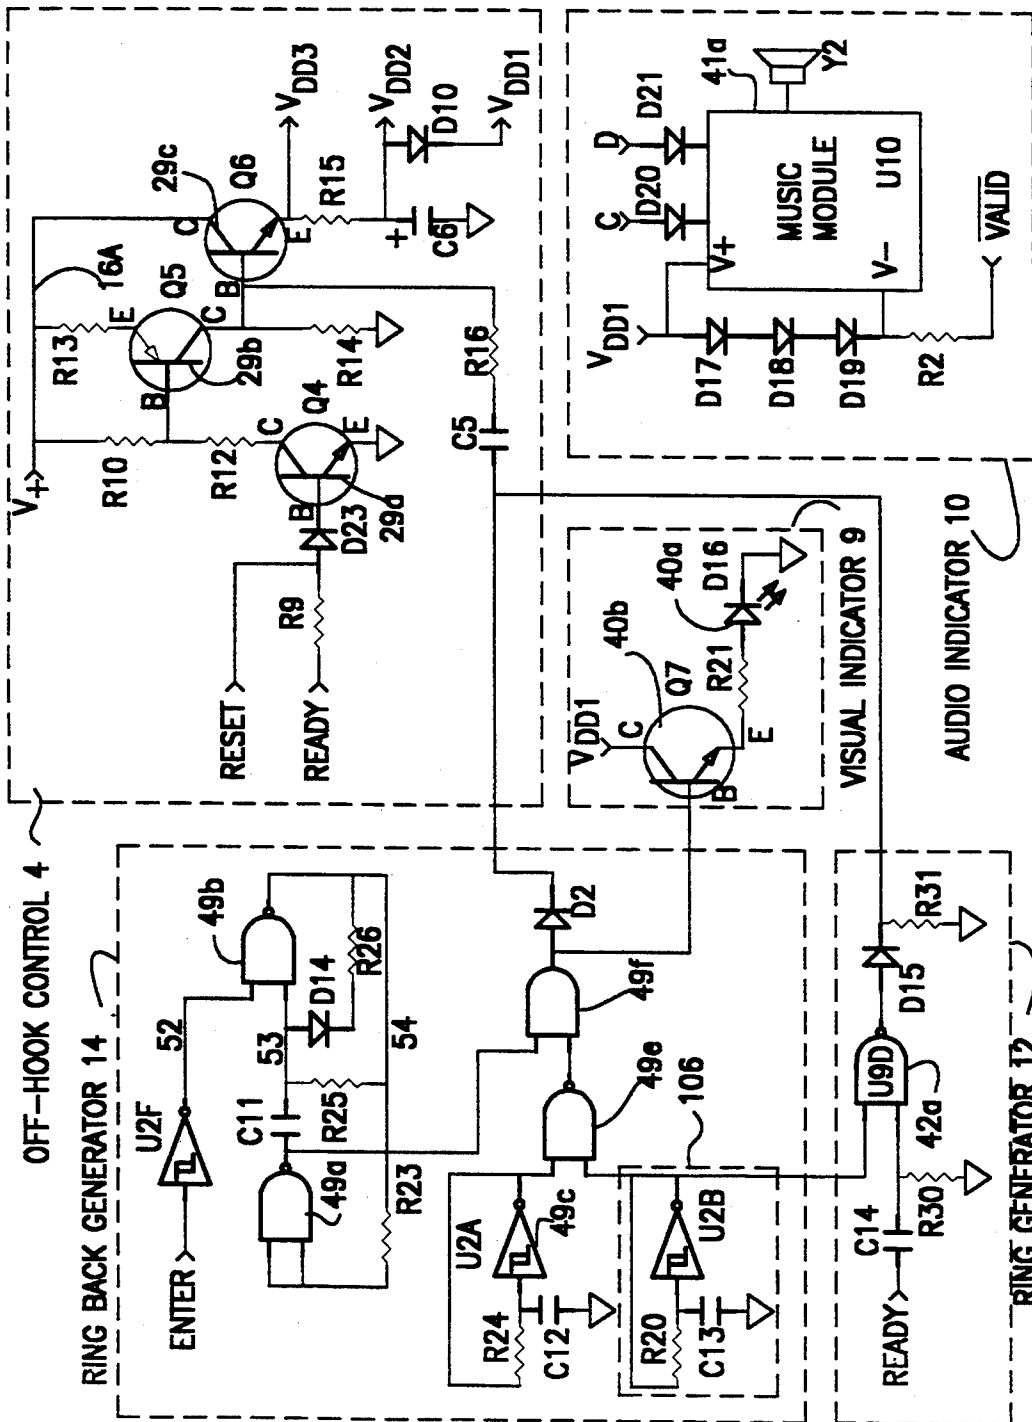 OFF-HOOK CONTROL 4
V+
16A
R13
R10
E
Q5
C
B
29b
29c
C
Q6
B
E
VDD3
R12
Q4
C
B
E
29a
D23
R14
R15
VDD2
+
C6
D10
VDD1
RESET
READY
R9
R16
C5
RING BACK GENERATOR 14
ENTER
U2F
52
49b
C11
53
D14
49a
R25
R26
R23
54
U2A
49c
R24
C12
49e
49f
D2
106
U2B
R20
C13
VDD1
C
40b
Q7
B
E
R21
40a
D16
VISUAL INDICATOR 9
VDD1
C
D
D20
D21
41a
V+
MUSIC
MODULE
U10
V−
Y2
D17
D18
D19
R2
VALID
AUDIO INDICATOR 10
READY
C14
R30
U9D
42a
D15
R31
RING GENERATOR 12